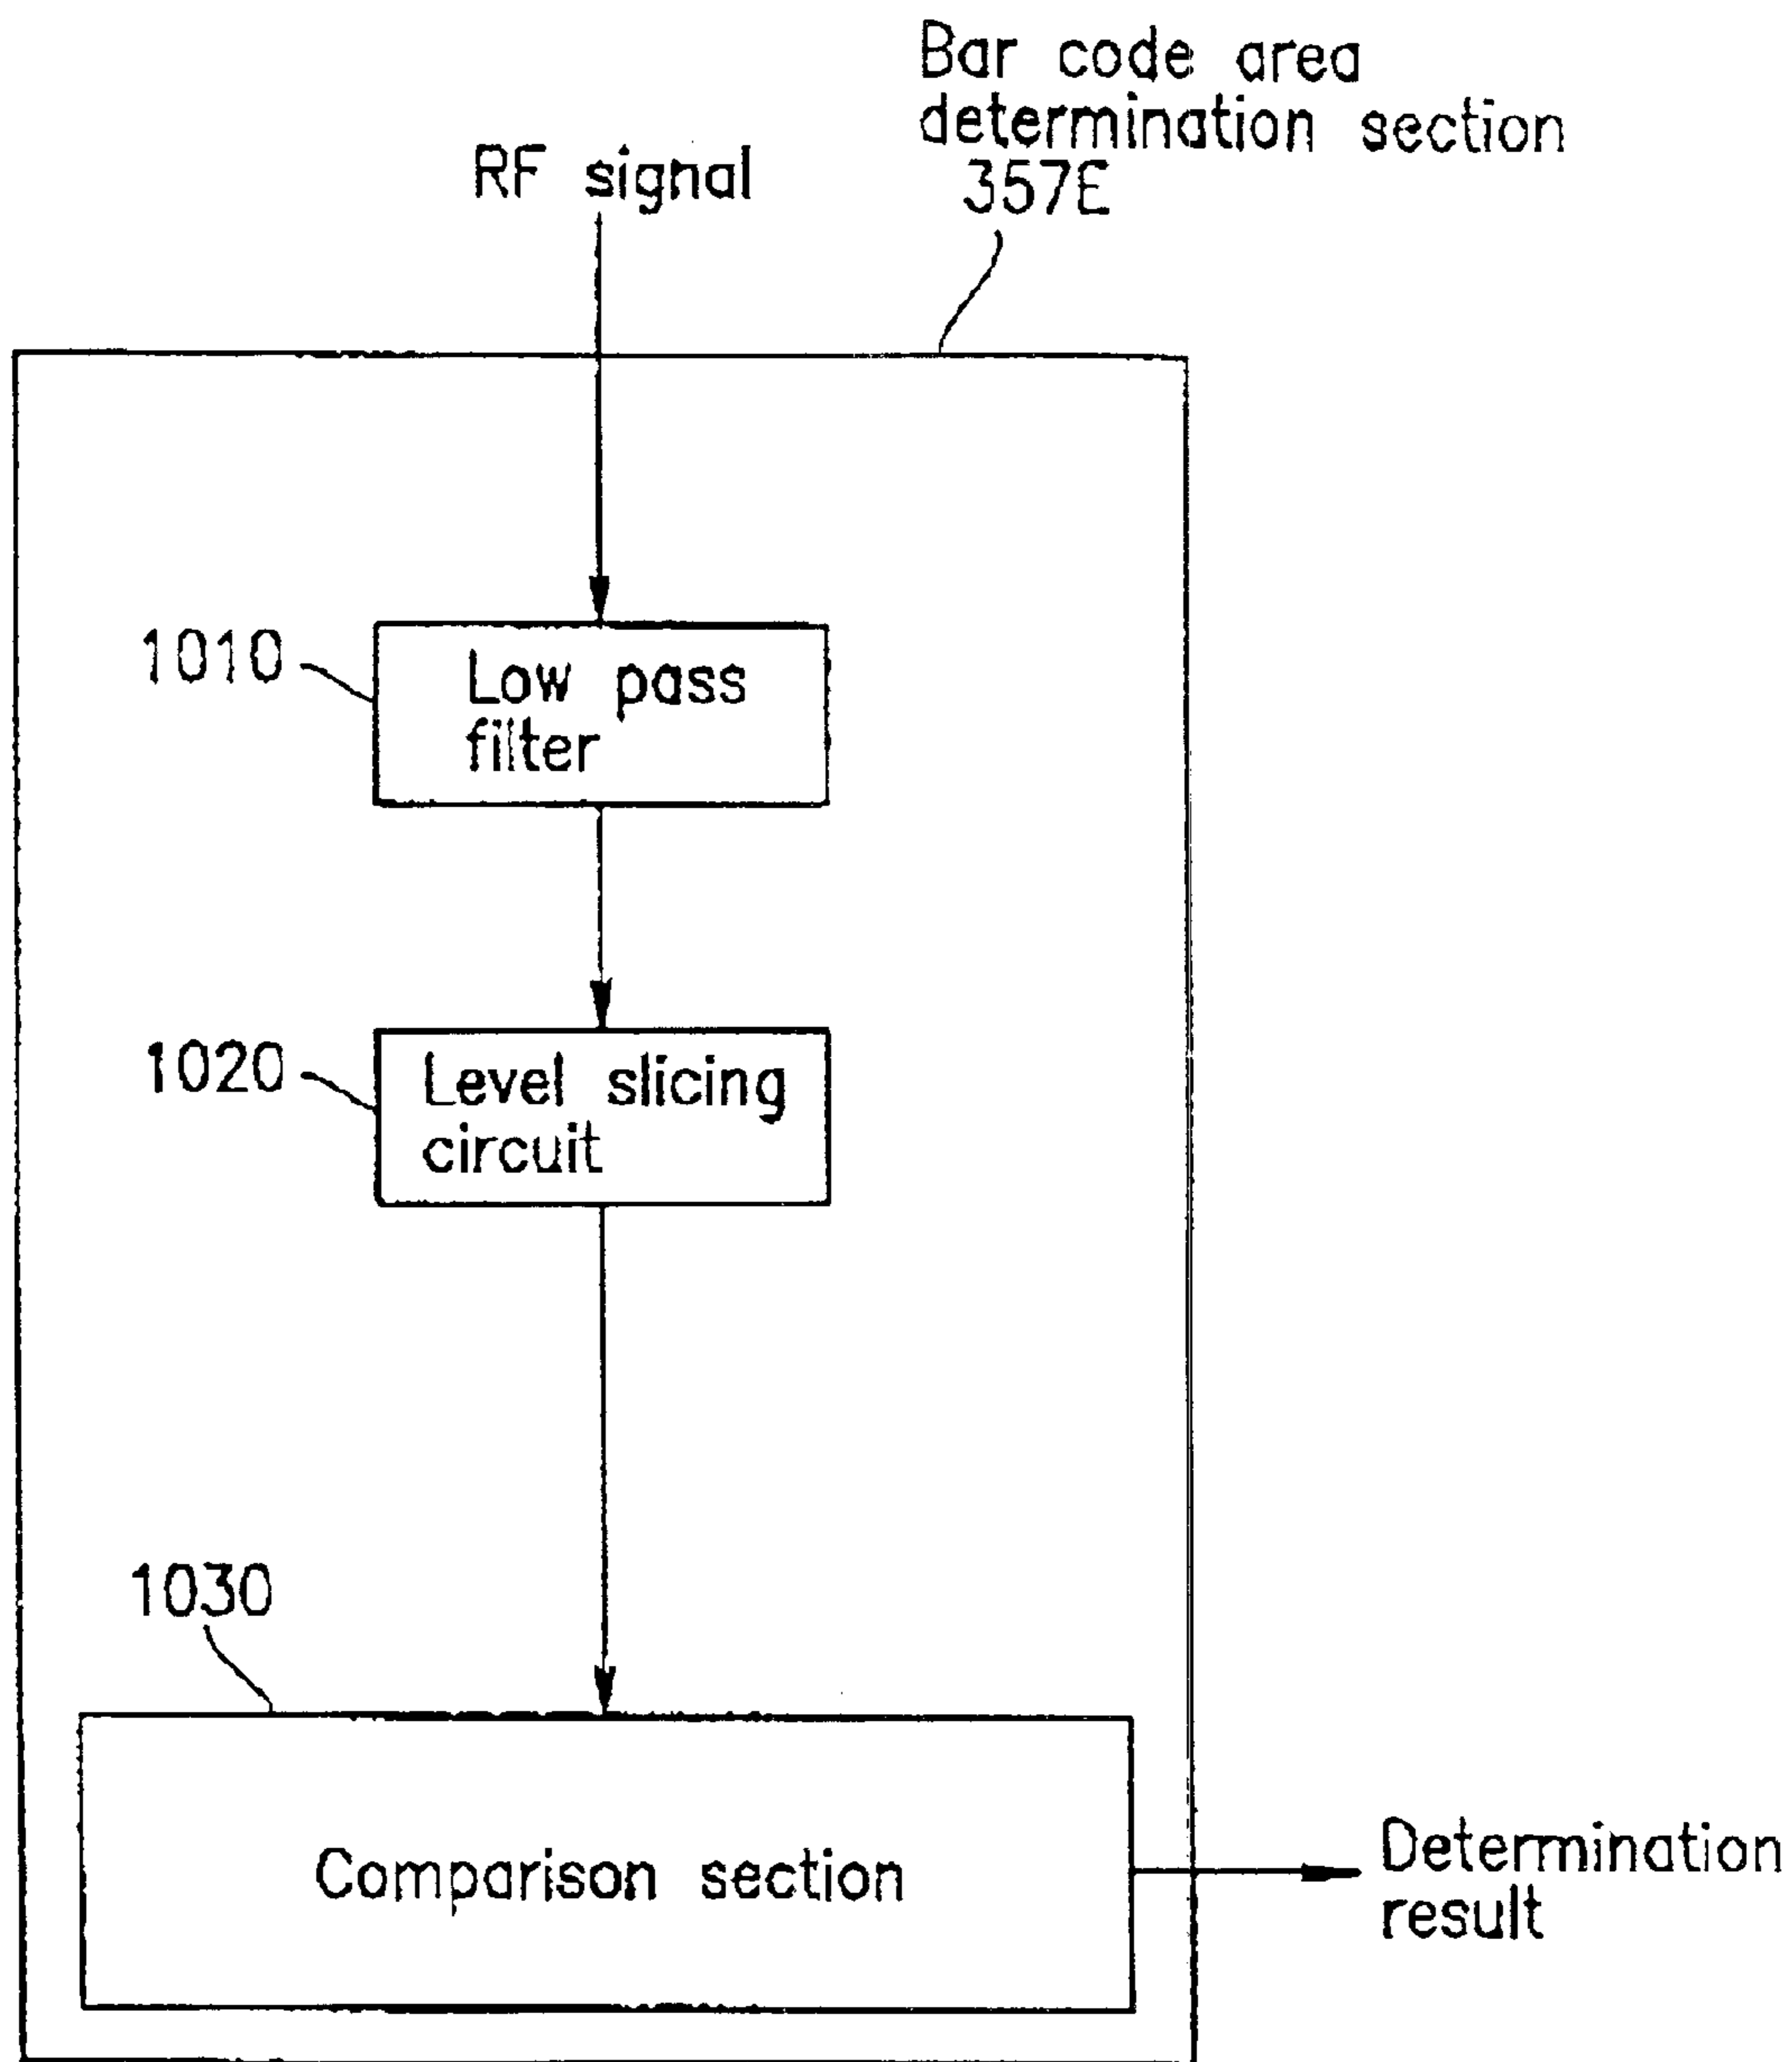 Bar code area
determination section
357E
RF signal
1010
Low pass
filter
1020
Level slicing
circuit
1030
Comparison section
Determination
result